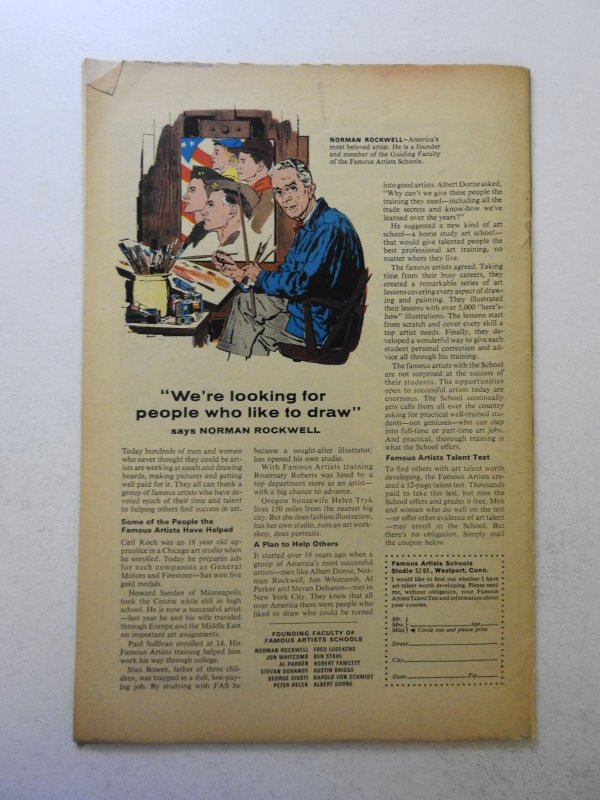 NORMAN ROCKWELL—America's
most beloved artist. He is a founder
and member of the Guiding Faculty
of the Famous Artists Schools.
"We're looking for
people who like to draw"
says NORMAN ROCKWELL
Today hundreds of men and women
who never thought they could be art-
ists are working at easels and drawing
boards, making pictures and getting
well paid for it. They all can thank a
group of famous artists who have de-
voted much of their time and talent
to helping others find success in art.
Some of the People the
Famous Artists Have Helped
Carl Koch was an 18 year old ap-
prentice in a Chicago art studio when
he enrolled. Today he prepares ads
for such companies as General
Motors and Firestone—has won five
gold medals.
Howard Sanden of Minneapolis
took the Course while still in high
school. He is now a successful artist
—last year he and his wife traveled
through Europe and the Middle East
on important art assignments.
Paul Sullivan enrolled at 14. His
Famous Artists training helped him
work his way through college.
Stan Bowen, father of three chil-
dren, was trapped in a dull, low-pay-
ing job. By studying with FAS he
became a sought-after illustrator,
has opened his own studio.
With Famous Artists training
Rosemary Roberts was hired by a
top department store as an artist—
with a big chance to advance.
Oregon housewife Helen Tryk
lives 150 miles from the nearest big
city. But she does fashion illustration,
has her own studio, runs an art work-
shop, does portraits.
A Plan to Help Others
It started over 18 years ago when a
group of America's most successful
artists—men like Albert Dorne, Nor-
man Rockwell, Jon Whitcomb, Al
Parker and Stevan Dohanos—met in
New York City. They knew that all
over America there were people who
liked to draw who could be turned
FOUNDING FACULTY OF
FAMOUS ARTISTS SCHOOLS
NORMAN ROCKWELL FRED LUDEKENS
JON WHITCOMB BEN STAHL
AL PARKER ROBERT FAWCETT
STEVAN DOHANOS AUSTIN BRIGGS
GEORGE GIUSTI HAROLD VON SCHMIDT
PETER HELCK ALBERT DORNE
into good artists. Albert Dorne asked,
"Why can't we give these people the
training they need—including all the
trade secrets and know-how we've
learned over the years?"
He suggested a new kind of art
school—a home study art school—
that would give talented people the
best professional art training, no
matter where they live.
The famous artists agreed. Taking
time from their busy careers, they
created a remarkable series of art
lessons covering every aspect of draw-
ing and painting. They illustrated
their lessons with over 5,000 "here's-
how" illustrations. The lessons start
from scratch and cover every skill a
top artist needs. Finally, they de-
veloped a wonderful way to give each
student personal correction and ad-
vice all through his training.
The famous artists with the School
are not surprised at the success of
their students. The opportunities
open to successful artists today are
enormous. The School continually
gets calls from all over the country
asking for practical well-trained stu-
dents—not geniuses—who can step
into full-time or part-time art jobs.
And practical, thorough training is
what the School offers.
Famous Artists Talent Test
To find others with art talent worth
developing, the Famous Artists cre-
ated a 12-page talent test. Thousands
paid to take this test, but now the
School offers and grades it free. Men
and women who do well on the test
—or offer other evidence of art talent
—may enroll in the School. But
there's no obligation. Simply mail
the coupon below.
Famous Artists Schools
Studio 5265, Westport, Conn.
I would like to find out whether I have
art talent worth developing. Please send
me, without obligation, your Famous
Artists Talent Test and information about
your courses.
Mr.
Mrs. Age
Miss Circle one and please print
Street
City
State Zip